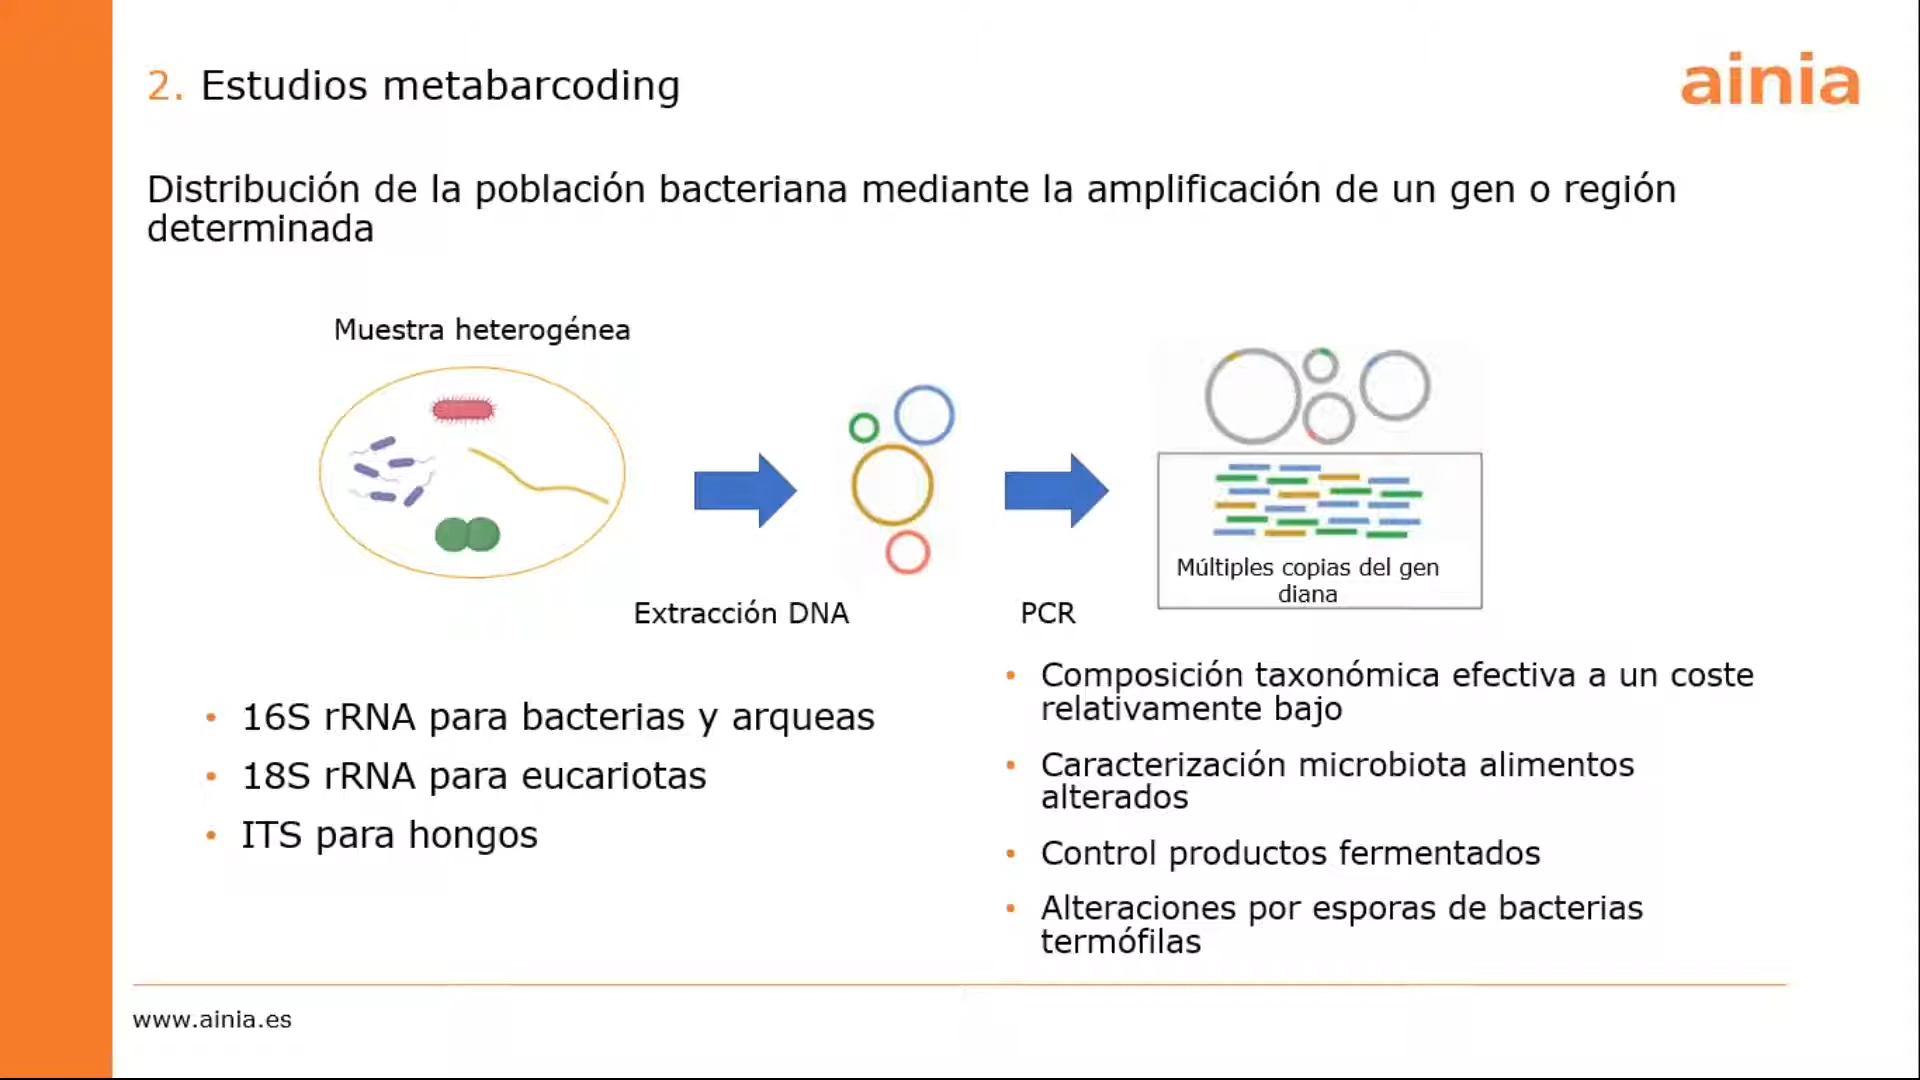 2. Estudios metabarcoding
ainia
Distribución de la población bacteriana mediante la amplificación de un gen o región
determinada
Muestra heterogénea
Múltiples copias del gen
diana
Extracción DNA
PCR
• 16S rRNA para bacterias y arqueas
• 18S rRNA para eucariotas
• ITS para hongos
• Composición taxonómica efectiva a un coste
relativamente bajo
• Caracterización microbiota alimentos
alterados
• Control productos fermentados
• Alteraciones por esporas de bacterias
termófilas
www.ainia.es